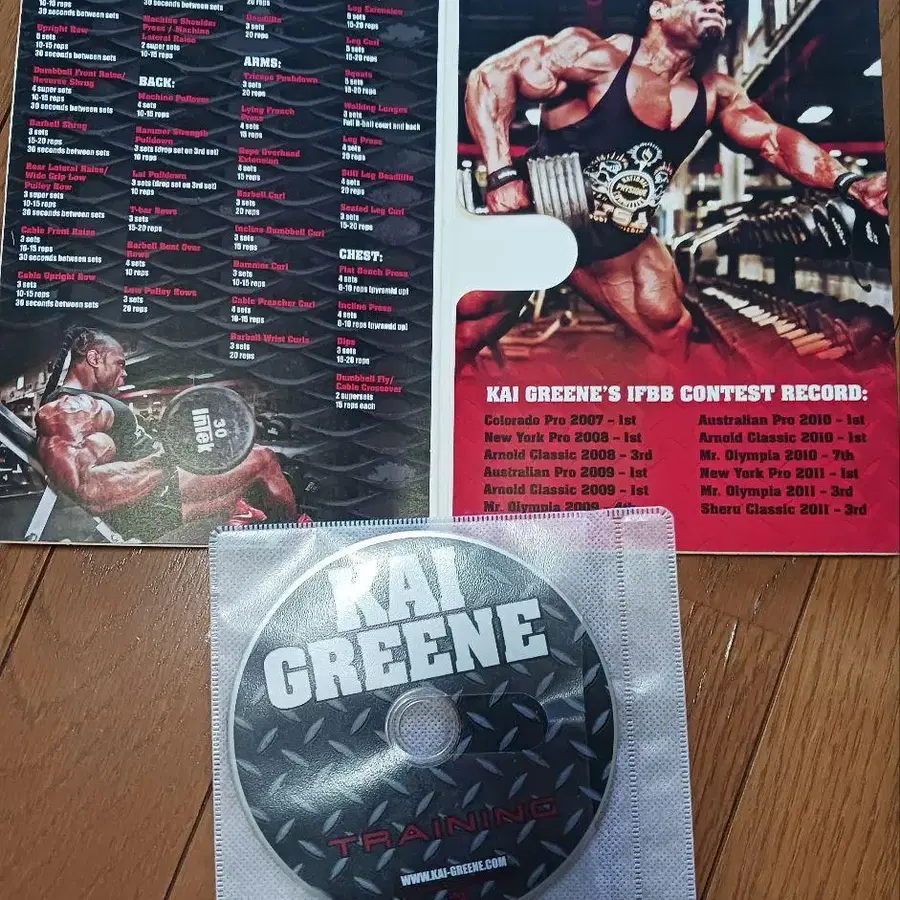 10-15 reps
30 seconds between sets
Upright Row
10-15 reps
30 seconds between sets
Dumbbell Front Raise/
Reverse Shrug
4 super sets
10-15 reps
30 seconds between sets
Barbell Shrug
3 sets
15-20 reps
30 seconds between sets
Rear Lateral Raise/
Wide Grip Low
Pulley Row
3 super sets
10-15 reps
30 seconds between sets
Cable Front Raise
3 sets
10-15 reps
30 seconds between sets
Cable Upright Row
3 sets
10-15 reps
30 seconds between sets
30 seconds between sets
Machine Shoulder
Press / Machine
Lateral Raise
2 super sets
10-15 reps
BACK:
Machine Pullover
4 sets
10-15 reps
Hammer Strength
Pulldown
3 sets (drop set on 3rd set)
10 reps
Lat Pulldown
3 sets (drop set on 3rd set)
10 reps
T-bar Rows
3 sets
15-20 reps
Barbell Bent Over
Rows
4 sets
10 reps
Low Pulley Rows
3 sets
20 reps
20 reps
Deadlifts
3 sets
20 reps
ARMS:
Triceps Pushdown
3 sets
20 reps
Lying French
Press
4 sets
15 reps
Rope Overhead
Extension
4 sets
15 reps
Barbell Curl
3 sets
20 reps
Incline Dumbbell Curl
3 sets
15 reps
Hammer Curl
3 sets
10 reps
Cable Preacher Curl
4 sets
10-15 reps
Barbell Wrist Curls
3 sets
20 reps
Leg Extension
15-20 reps
Leg Curl
15-20 reps
Squats
15-20 reps
Walking Lunges
3 sets
Full B-ball court and back
Leg Press
4 sets
20 reps
Stiff Leg Deadlifts
4 sets
20 reps
Seated Leg Curl
3 sets
15-20 reps
CHEST:
Flat Bench Press
4 sets
8-10 reps (pyramid up)
Incline Press
4 sets
8-10 reps (pyramid up)
Dips
3 sets
15-20 reps
Dumbbell Fly/
Cable Crossover
2 supersets
15 reps each
30
Intek
NATIONAL
PHYSIQUE
KAI GREENE'S IFBB CONTEST RECORD:
Colorado Pro 2007 - 1st
New York Pro 2008 - 1st
Arnold Classic 2008 - 3rd
Australian Pro 2009 - 1st
Arnold Classic 2009 - 1st
Mr. Olympia 2009 - 4th
Australian Pro 2010 - 1st
Arnold Classic 2010 - 1st
Mr. Olympia 2010 - 7th
New York Pro 2011 - 1st
Mr. Olympia 2011 - 3rd
Sheru Classic 2011 - 3rd
KAI
GREENE
TRAINING
WWW.KAI-GREENE.COM